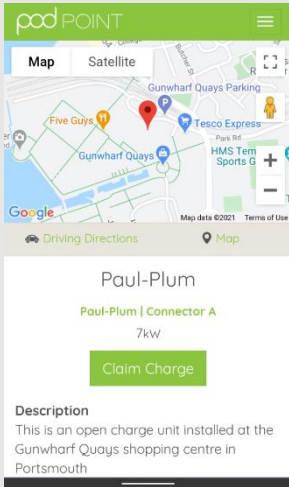 pod POINT
Map
Satellite
Butcher St
Gunwharf Quays Parking
Five Guys
Tesco Express
Park Rd
Gunwharf Quays
HMS Tem
Sports G
Google
Map data ©2021
Terms of Use
Driving Directions
Map
Paul-Plum
Paul-Plum | Connector A
7kW
Claim Charge
Description
This is an open charge unit installed at the
Gunwharf Quays shopping centre in
Portsmouth